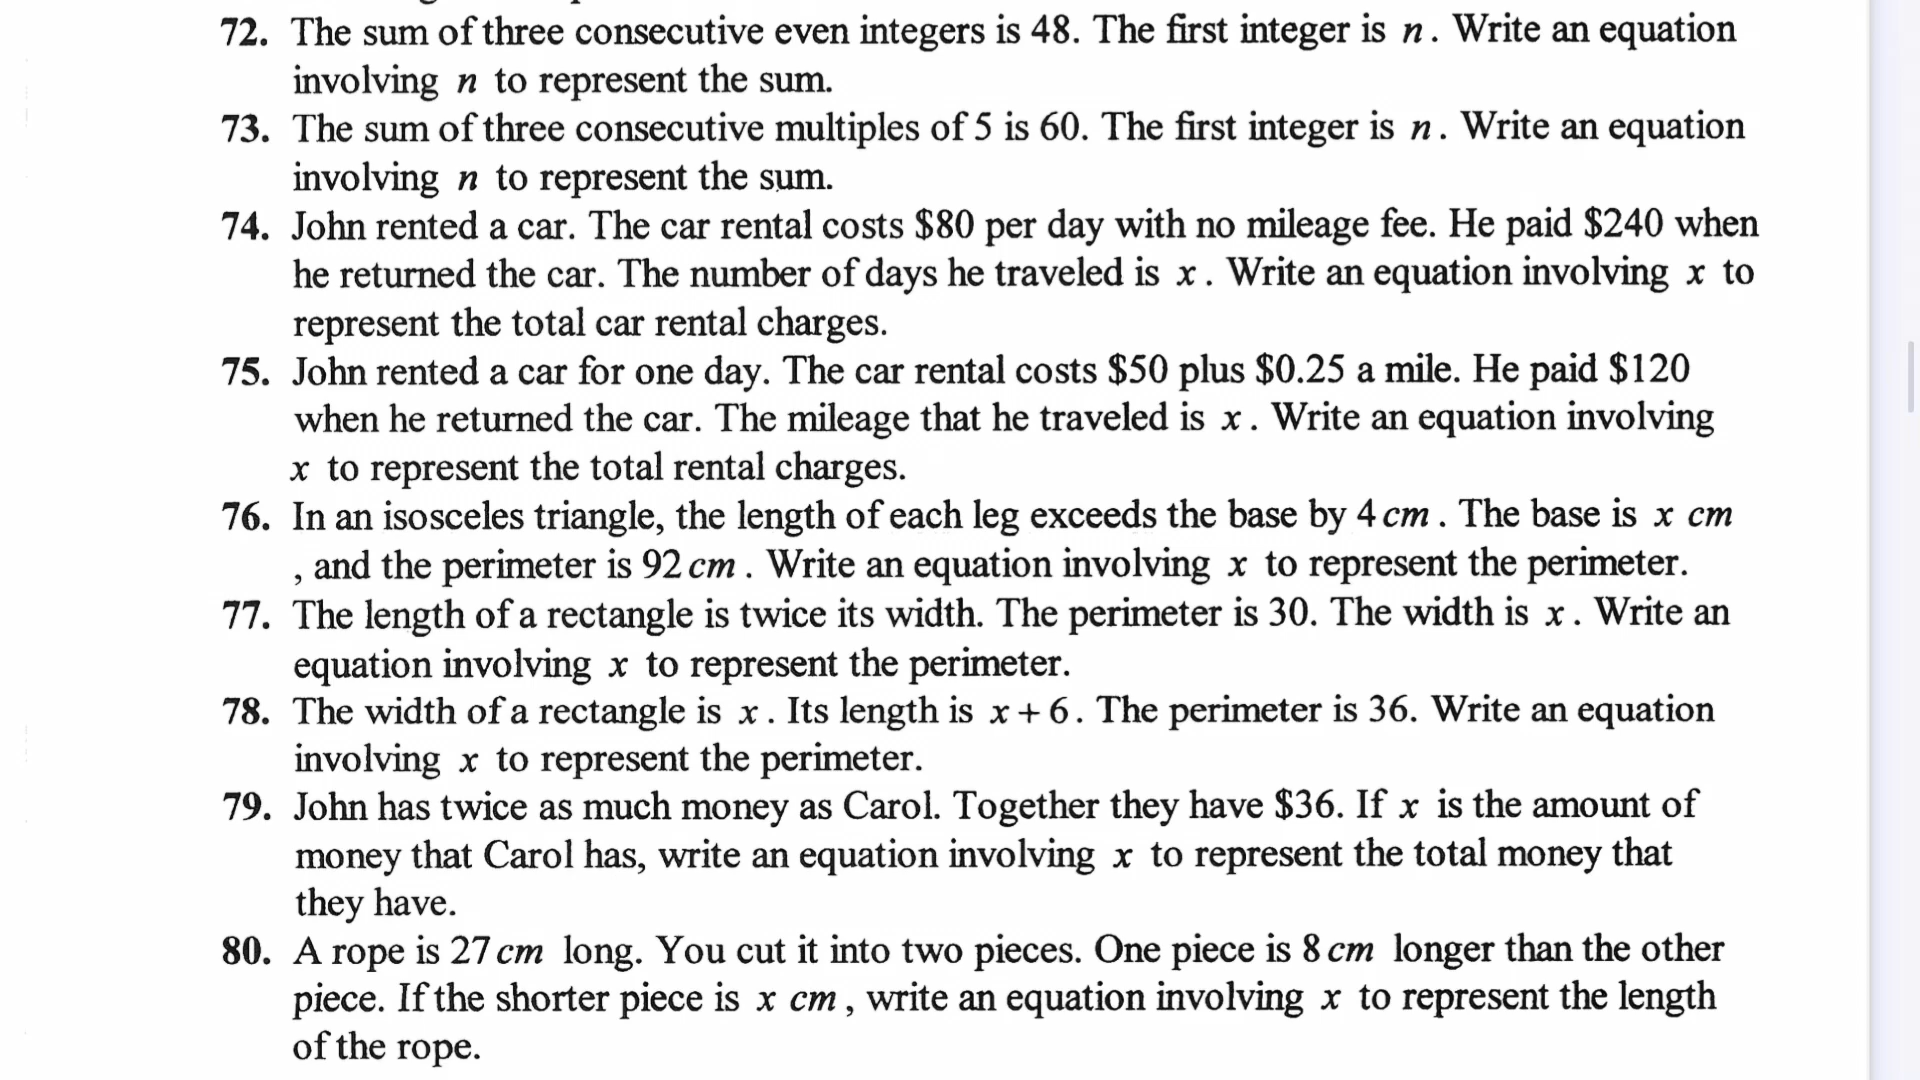 72. The sum of three consecutive even integers is 48. The first integer is n. Write an equation
involving n to represent the sum.
73. The sum of three consecutive multiples of 5 is 60. The first integer is n. Write an equation
involving n to represent the sum.
74. John rented a car. The car rental costs $80 per day with no mileage fee. He paid $240 when
he returned the car. The number of days he traveled is x. Write an equation involving x to
represent the total car rental charges.
75. John rented a car for one day. The car rental costs $50 plus $0.25 a mile. He paid $120
when he returned the car. The mileage that he traveled is x. Write an equation involving
x to represent the total rental charges.
76. In an isosceles triangle, the length of each leg exceeds the base by 4 cm. The base is x cm
, and the perimeter is 92 cm. Write an equation involving x to represent the perimeter.
77. The length of a rectangle is twice its width. The perimeter is 30. The width is x. Write an
equation involving x to represent the perimeter.
78. The width of a rectangle is x. Its length is x + 6. The perimeter is 36. Write an equation
involving x to represent the perimeter.
79. John has twice as much money as Carol. Together they have $36. If x is the amount of
money that Carol has, write an equation involving x to represent the total money that
they have.
80. A rope is 27 cm long. You cut it into two pieces. One piece is 8 cm longer than the other
piece. If the shorter piece is x cm, write an equation involving x to represent the length
of the rope.